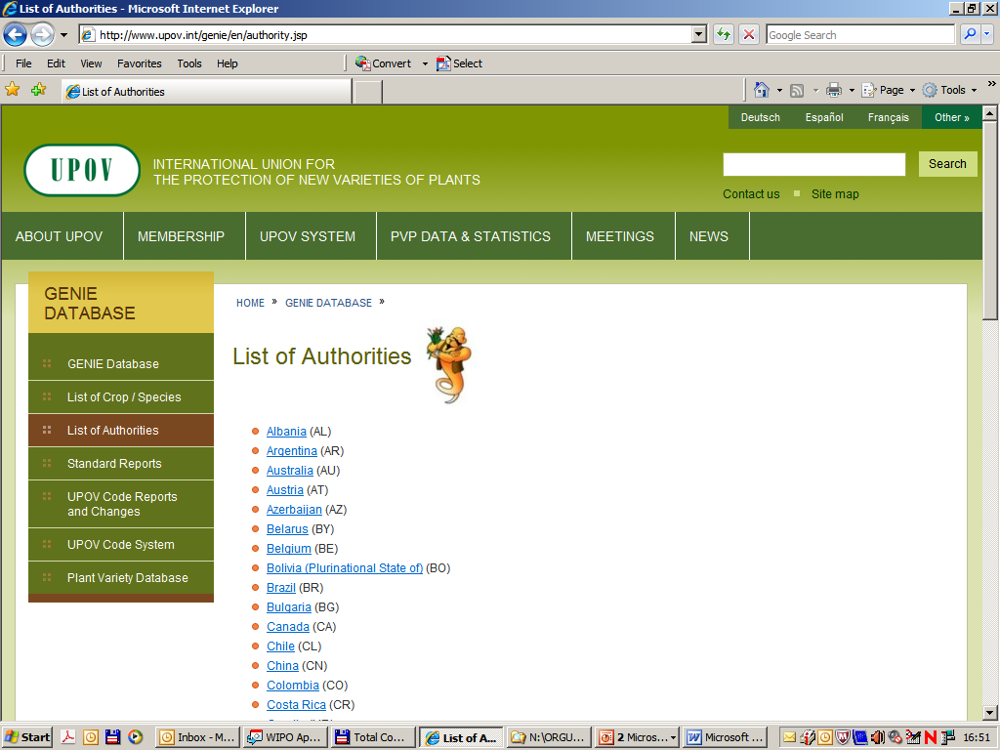 List of Authorities - Microsoft Internet Explorer
http://www.upov.int/genie/en/authority.jsp
Google Search
File Edit View Favorites Tools Help
Convert Select
List of Authorities
Page Tools »
Deutsch Español Français Other »
UPOV
INTERNATIONAL UNION FOR
THE PROTECTION OF NEW VARIETIES OF PLANTS
Search
Contact us Site map
ABOUT UPOV MEMBERSHIP UPOV SYSTEM PVP DATA & STATISTICS MEETINGS NEWS
GENIE
DATABASE
GENIE Database
List of Crop / Species
List of Authorities
Standard Reports
UPOV Code Reports
and Changes
UPOV Code System
Plant Variety Database
HOME » GENIE DATABASE »
List of Authorities
Albania (AL)
Argentina (AR)
Australia (AU)
Austria (AT)
Azerbaijan (AZ)
Belarus (BY)
Belgium (BE)
Bolivia (Plurinational State of) (BO)
Brazil (BR)
Bulgaria (BG)
Canada (CA)
Chile (CL)
China (CN)
Colombia (CO)
Costa Rica (CR)
Start Inbox - M... WIPO Ap... Total Co... List of A... N:\ORGU... 2 Micros... Microsoft ... 16:51